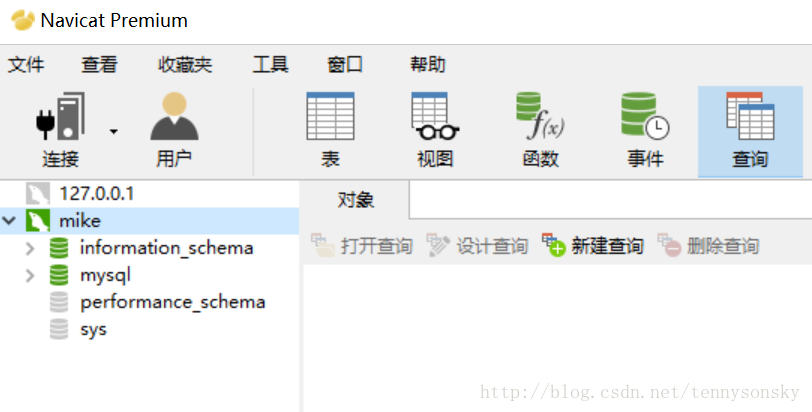 Navicat Premium
文件 查看 收藏夹 工具 窗口 帮助
f(x)
连接 用户 表 视图 函数 事件 查询
127.0.0.1 对象
mike
打开查询 设计查询 新建查询 删除查询
information_schema
mysql
performance_schema
sys
http://blog.csdn.net/tennysonsky